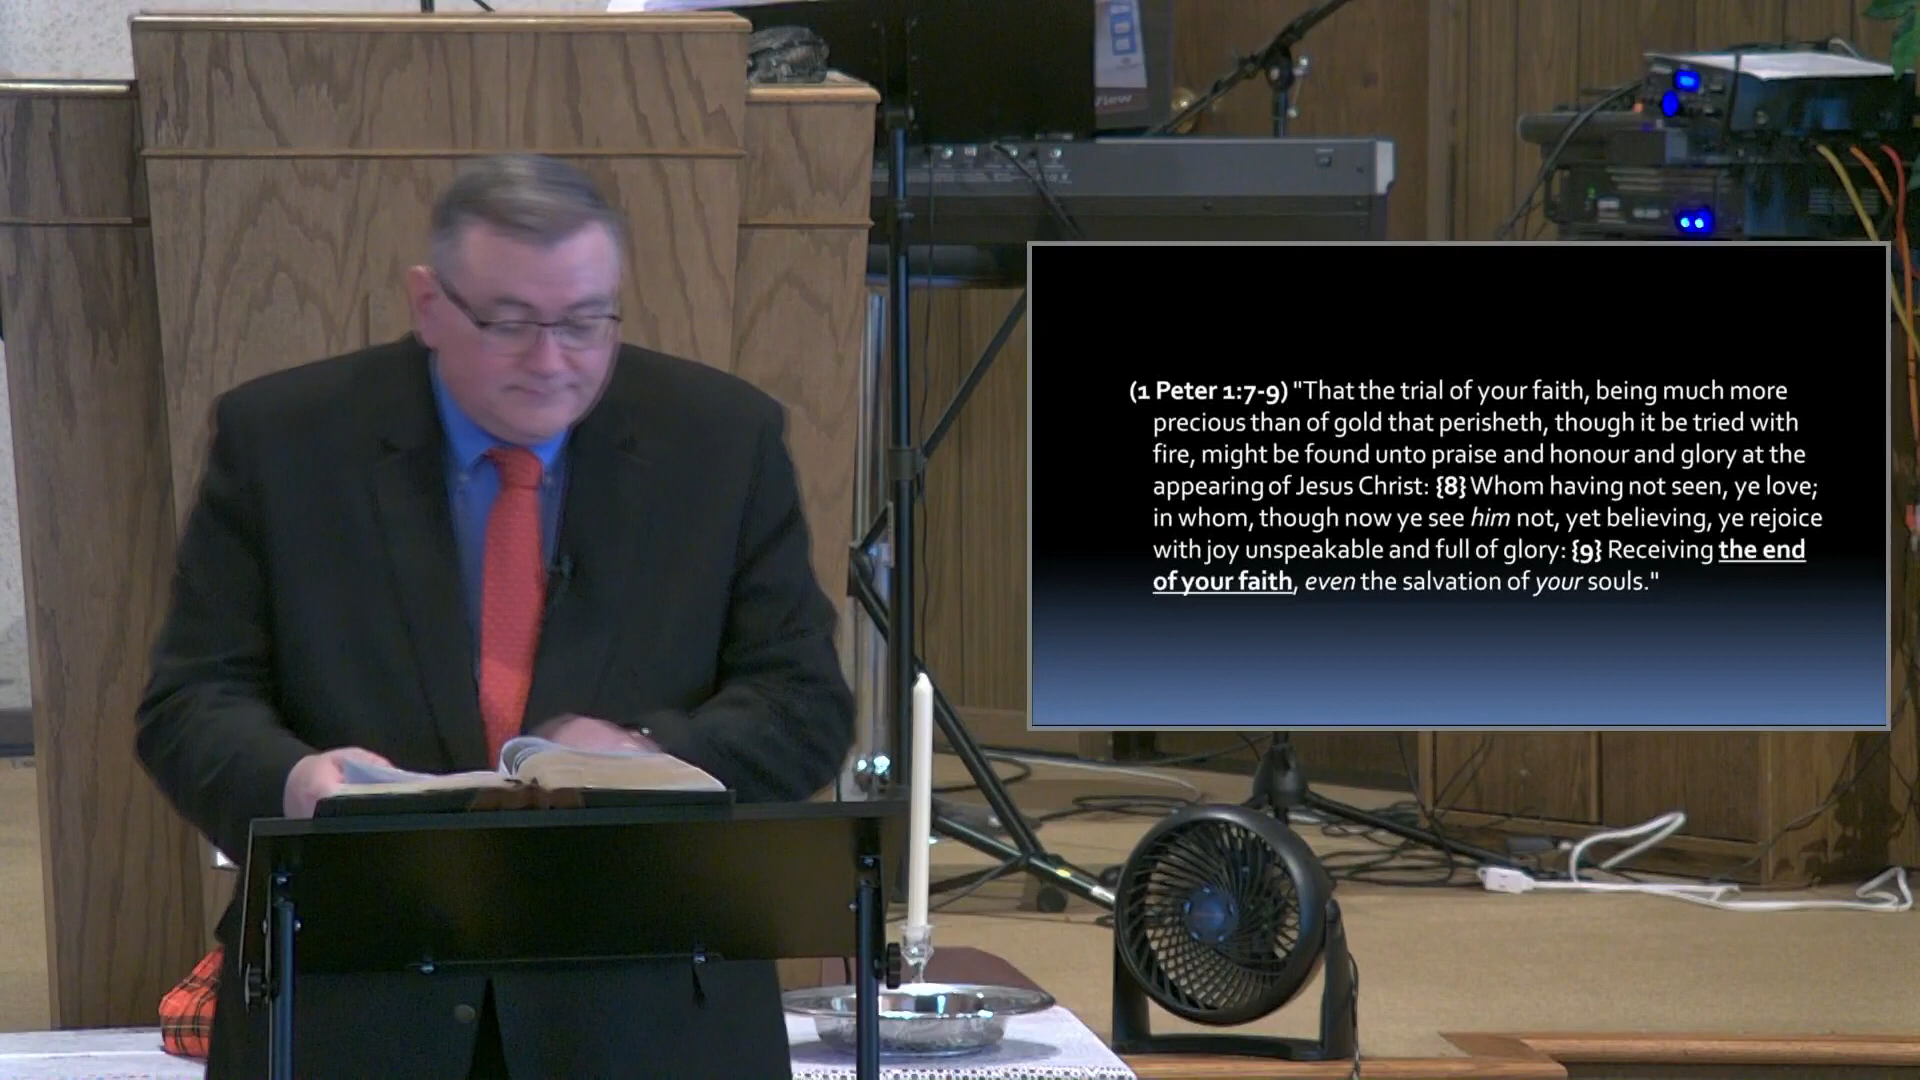 view
(1 Peter 1:7-9) "That the trial of your faith, being much more
precious than of gold that perisheth, though it be tried with
fire, might be found unto praise and honour and glory at the
appearing of Jesus Christ: {8} Whom having not seen, ye love;
in whom, though now ye see him not, yet believing, ye rejoice
with joy unspeakable and full of glory: {9} Receiving the end
of your faith, even the salvation of your souls."